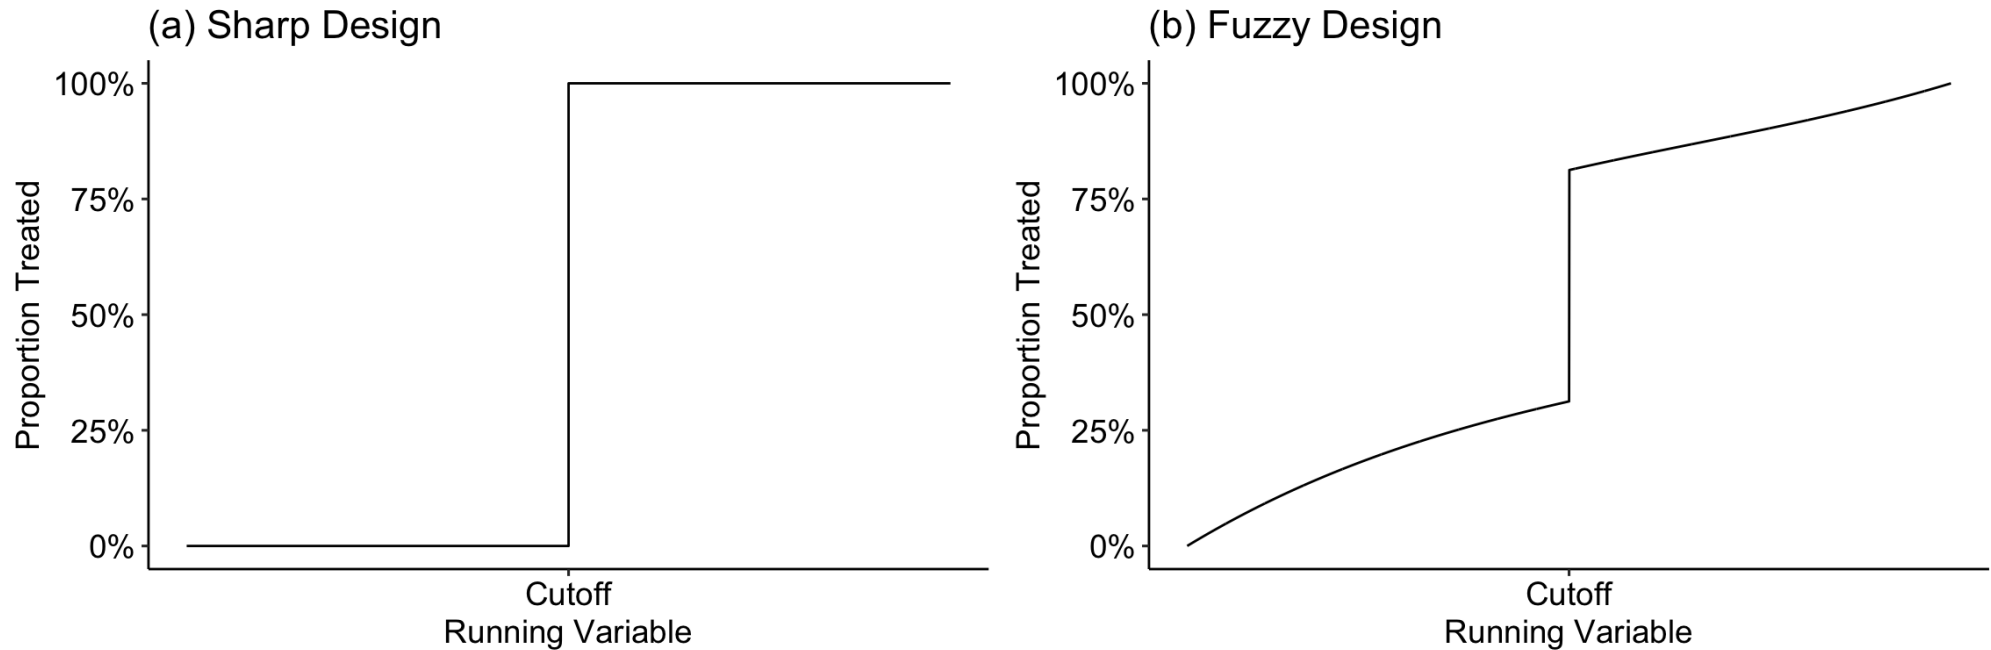 (a) Sharp Design
100%
75%
50%
25%
0%
Proportion Treated
Cutoff
Running Variable
(b) Fuzzy Design
100%
75%
50%
25%
0%
Proportion Treated
Cutoff
Running Variable